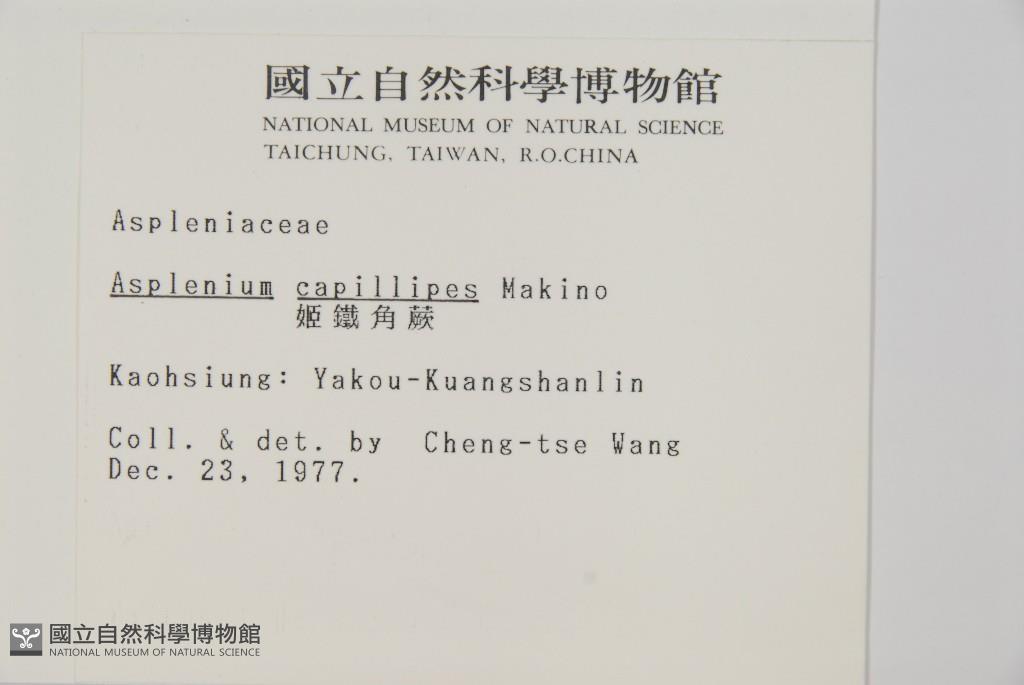 國立自然科學博物館
NATIONAL MUSEUM OF NATURAL SCIENCE
TAICHUNG, TAIWAN, R.O.CHINA
Aspleniaceae
Asplenium capillipes Makino
姬鐵角蕨
Kaohsiung: Yakou-Kuangshanlin
Coll. & det. by Cheng-tse Wang
Dec. 23, 1977.
國立自然科學博物館
NATIONAL MUSEUM OF NATURAL SCIENCE